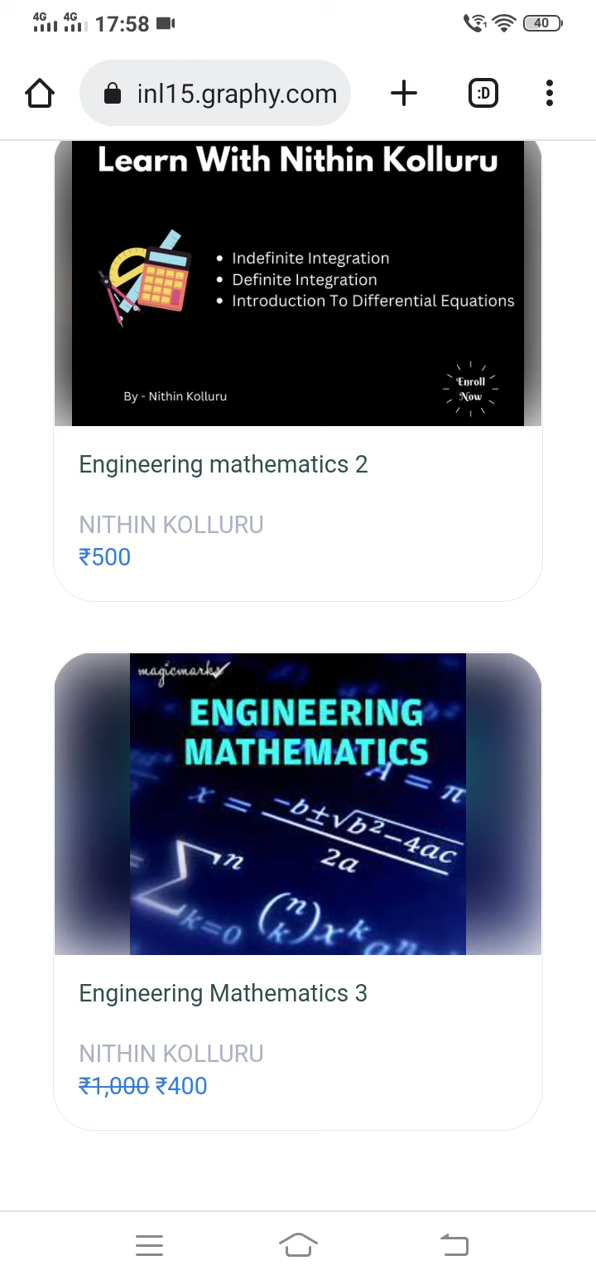 4G 4G 17:58 40
inl15.graphy.com :D
Learn With Nithin Kolluru
• Indefinite Integration
• Definite Integration
• Introduction To Differential Equations
Enroll
Now
By - Nithin Kolluru
Engineering mathematics 2
NITHIN KOLLURU
₹500
magicmarks
ENGINEERING
MATHEMATICS
A = π
x = −b±√b²−4ac
2a
n
∑ (n k) x^k a^n−
k=0
Engineering Mathematics 3
NITHIN KOLLURU
₹1,000 ₹400